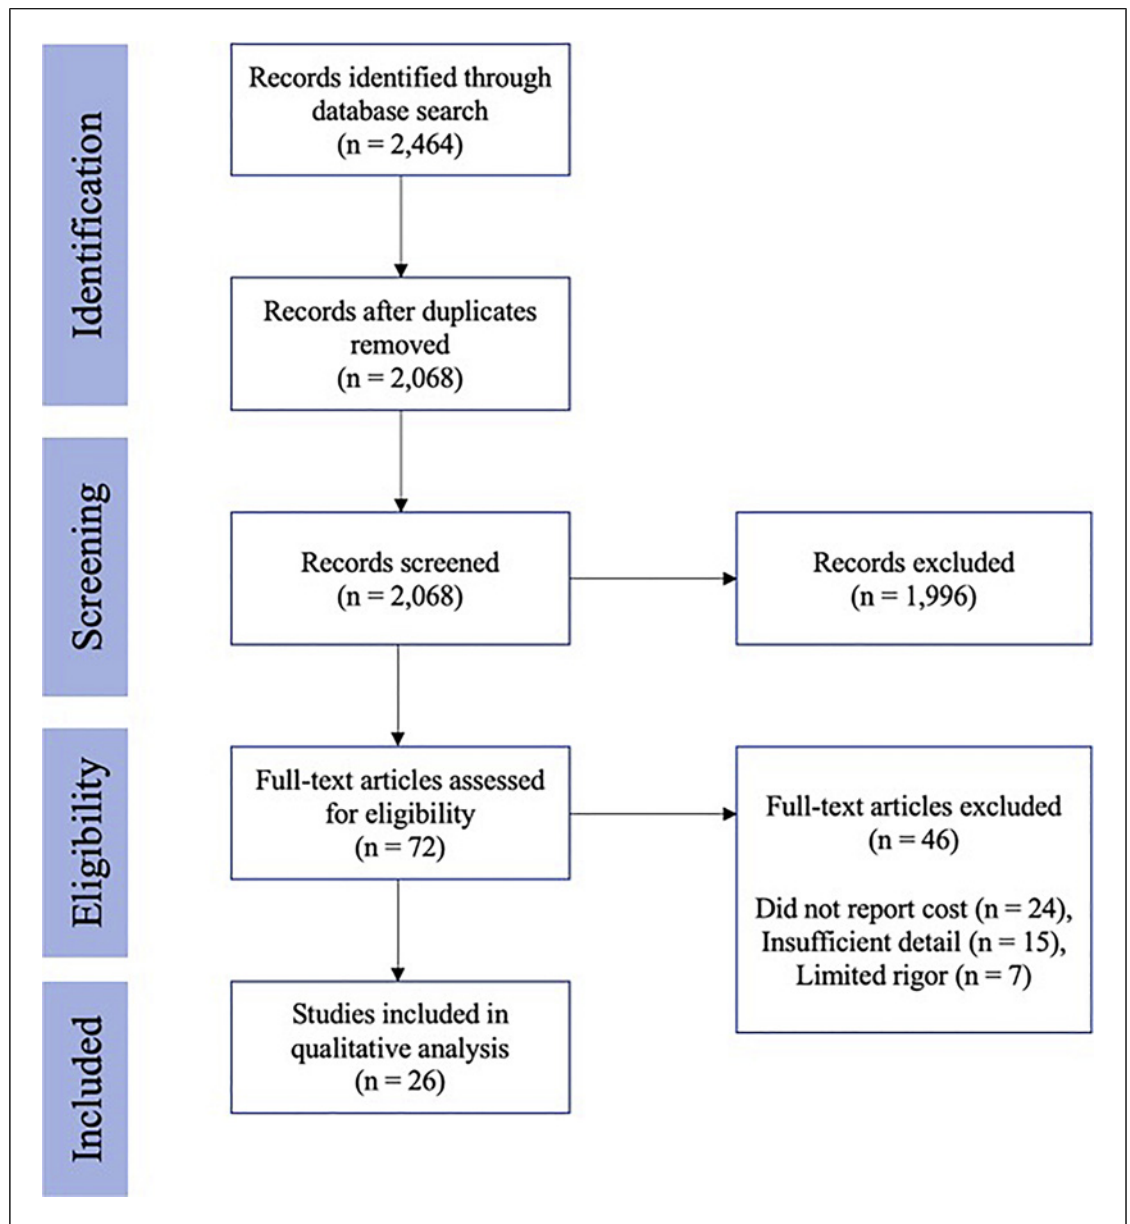 Identification
Records identified through
database search
(n = 2,464)
Records after duplicates
removed
(n = 2,068)
Screening
Records screened
(n = 2,068)
Records excluded
(n = 1,996)
Eligibility
Full-text articles assessed
for eligibility
(n = 72)
Full-text articles excluded
(n = 46)
Did not report cost (n = 24),
Insufficient detail (n = 15),
Limited rigor (n = 7)
Included
Studies included in
qualitative analysis
(n = 26)